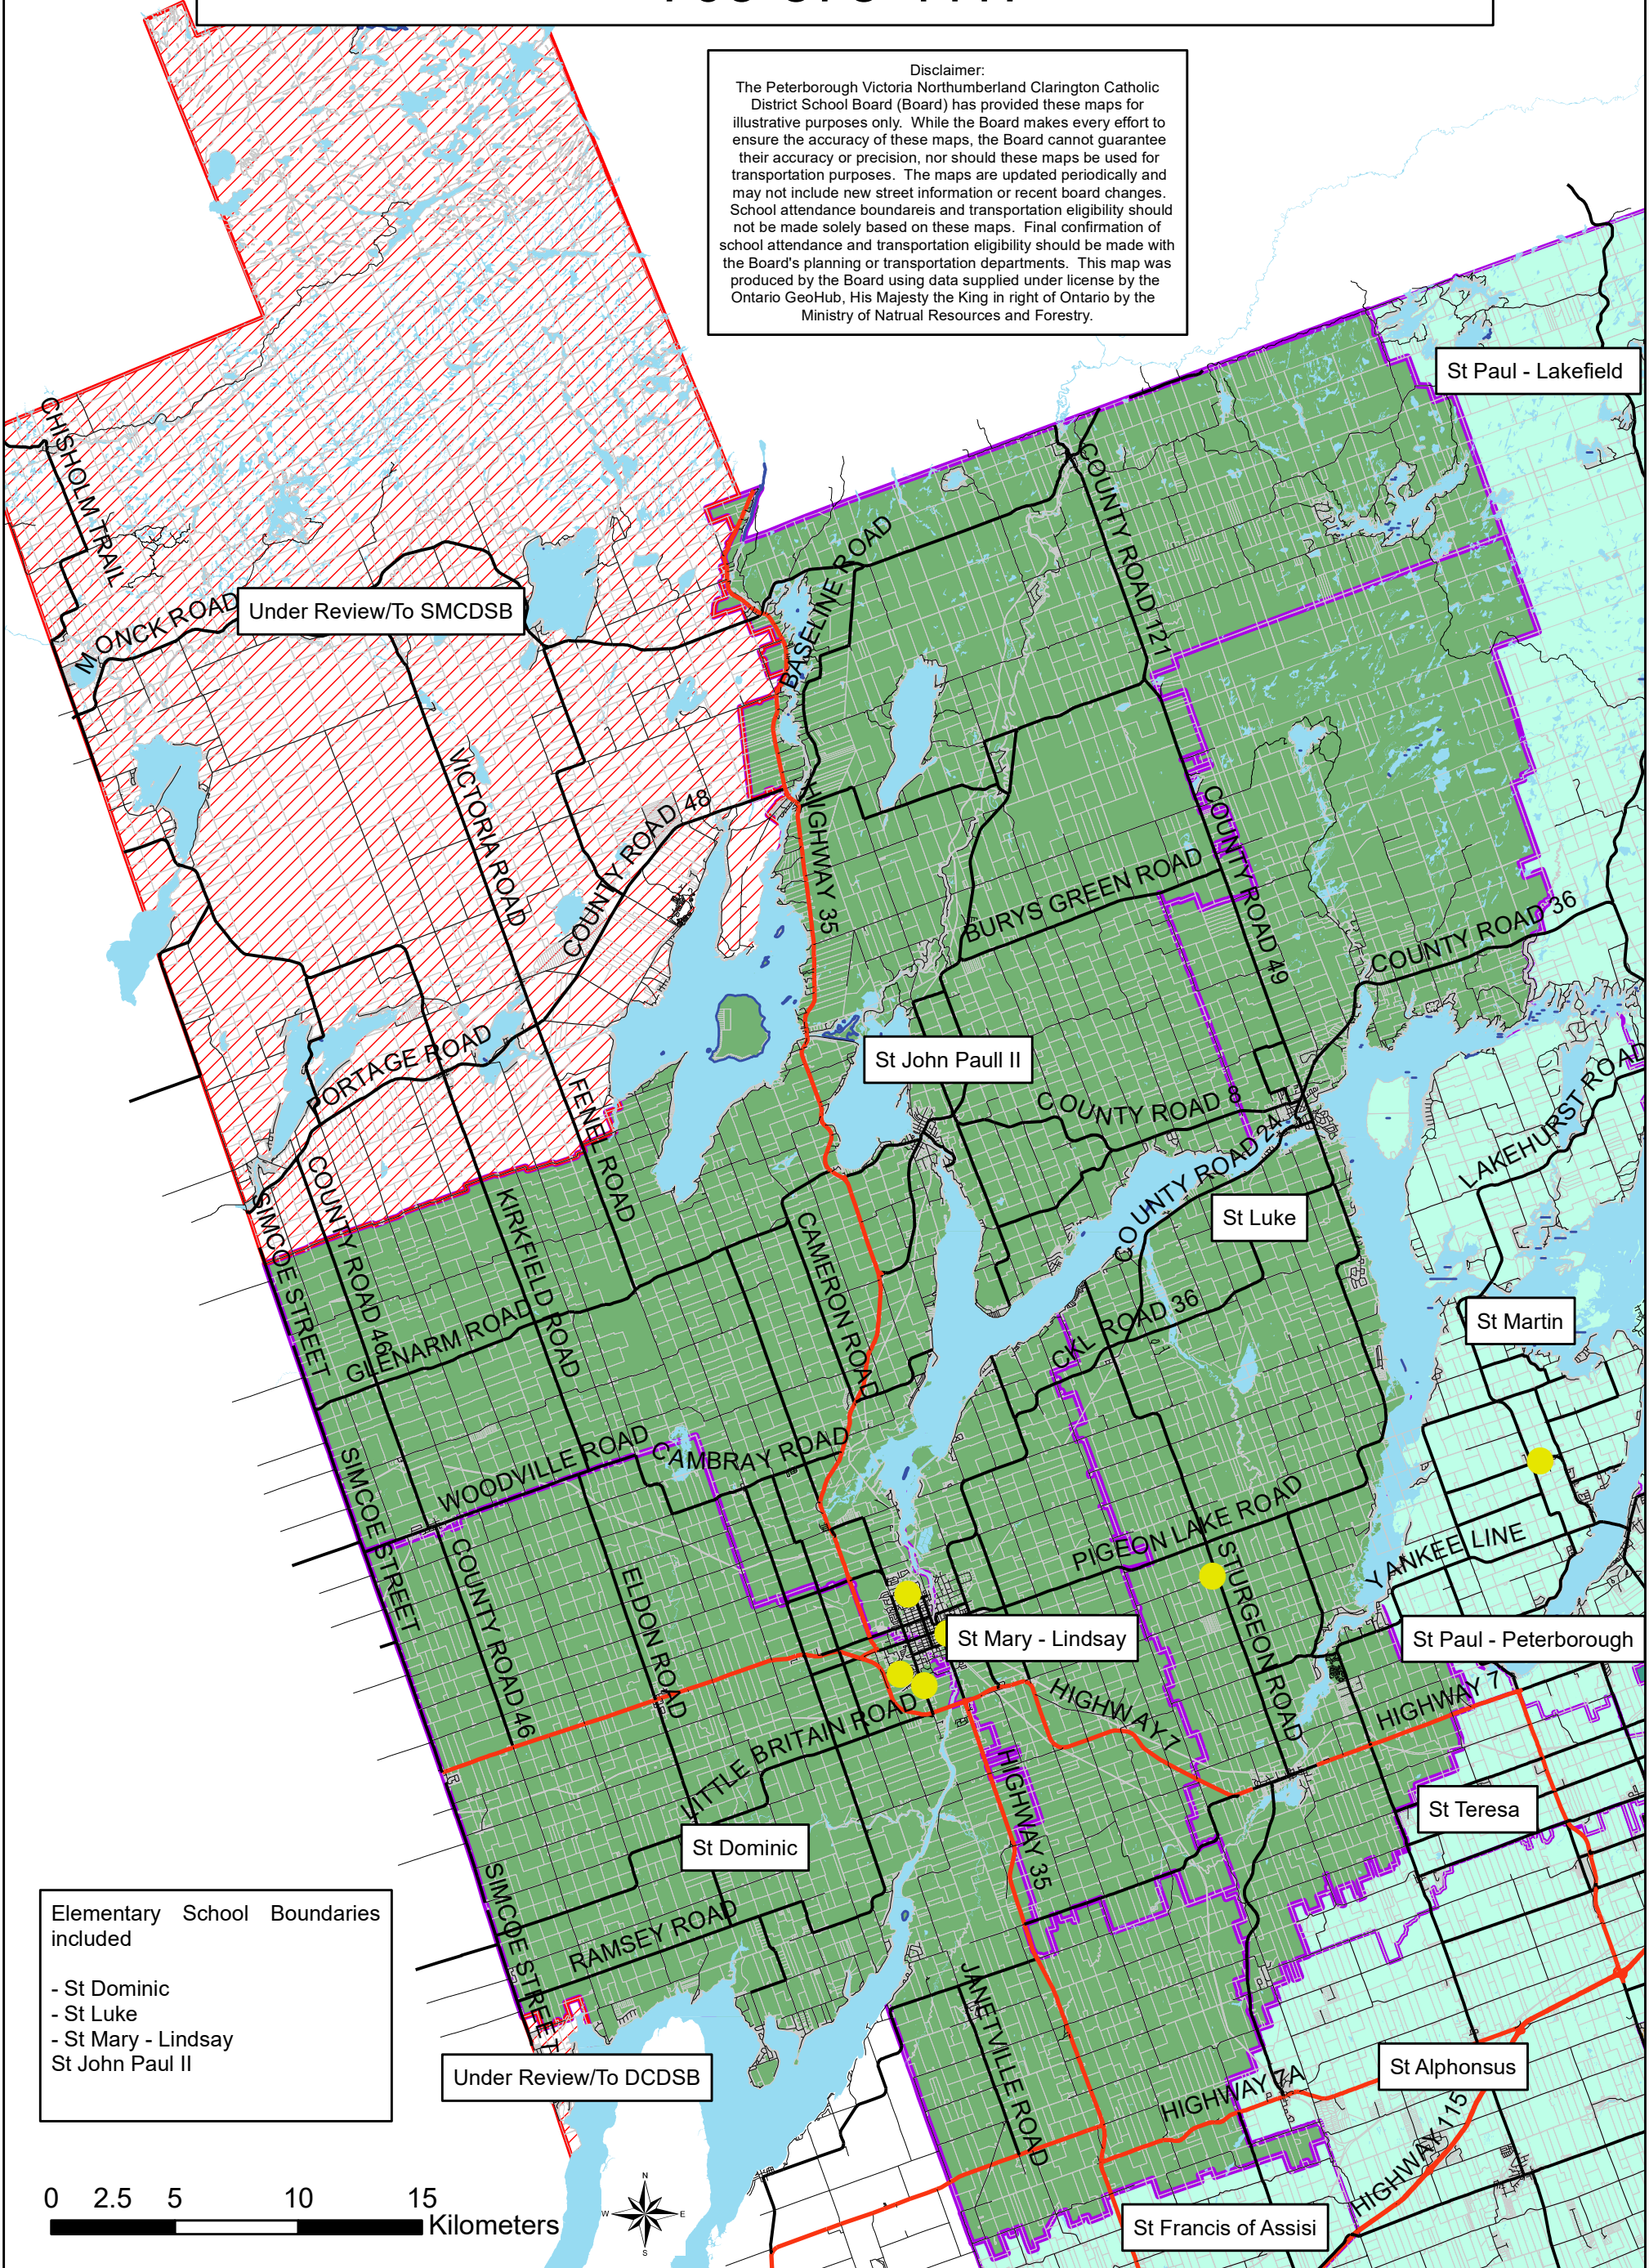 Disclaimer:
The Peterborough Victoria Northumberland Clarington Catholic
District School Board (Board) has provided these maps for
illustrative purposes only.  While the Board makes every effort to
ensure the accuracy of these maps, the Board cannot guarantee
their accuracy or precision, nor should these maps be used for
transportation purposes.  The maps are updated periodically and
may not include new street information or recent board changes.
School attendance boundareis and transportation eligibility should
not be made solely based on these maps.  Final confirmation of
school attendance and transportation eligibility should be made with
the Board's planning or transportation departments.  This map was
produced by the Board using data supplied under license by the
Ontario GeoHub, His Majesty the King in right of Ontario by the
Ministry of Natrual Resources and Forestry.
St Paul - Lakefield
CHISHOLM TRAIL
COUNTY ROAD 121
BASELINE ROAD
Under Review/To SMCDSB
MONCK ROAD
VICTORIA ROAD
COUNTY ROAD 48
HIGHWAY 35
COUNTY ROAD 49
BURYS GREEN ROAD
COUNTY ROAD 36
PORTAGE ROAD
St John Paull II
FENEL ROAD
COUNTY ROAD 8
COUNTY ROAD 24
LAKEHURST ROAD
St Luke
SIMCOE STREET
COUNTY ROAD 46
KIRKFIELD ROAD
CAMERON ROAD
GLENARM ROAD
CKL ROAD 36
St Martin
WOODVILLE ROAD
CAMBRAY ROAD
SIMCOE STREET
COUNTY ROAD 46
ELDON ROAD
PIGEON LAKE ROAD
STURGEON ROAD
YANKEE LINE
St Mary - Lindsay
St Paul - Peterborough
HIGHWAY 7
HIGHWAY 7
LITTLE BRITAIN ROAD
HIGHWAY 35
St Teresa
St Dominic
SIMCOE STREET
RAMSEY ROAD
JANETVILLE ROAD
Elementary School Boundaries
included
- St Dominic
- St Luke
- St Mary - Lindsay
St John Paul II
Under Review/To DCDSB
St Alphonsus
HIGHWAY 7A
HIGHWAY 115
St Francis of Assisi
0 2.5 5 10 15
Kilometers
N
W
E
S